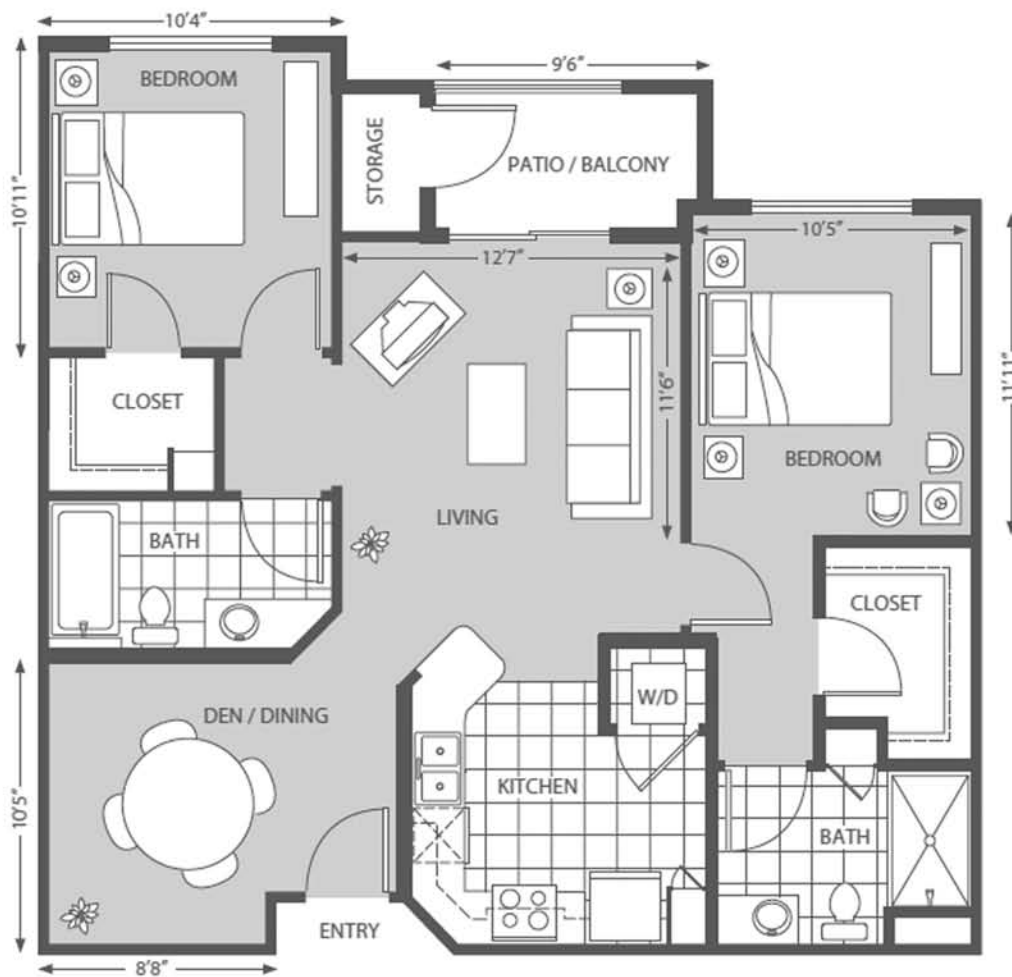 10'4"
9'6"
BEDROOM
10'11"
STORAGE
PATIO / BALCONY
12'7"
10'5"
11'6"
11'11"
CLOSET
BEDROOM
LIVING
BATH
CLOSET
W/D
DEN / DINING
KITCHEN
10'5"
BATH
ENTRY
8'8"